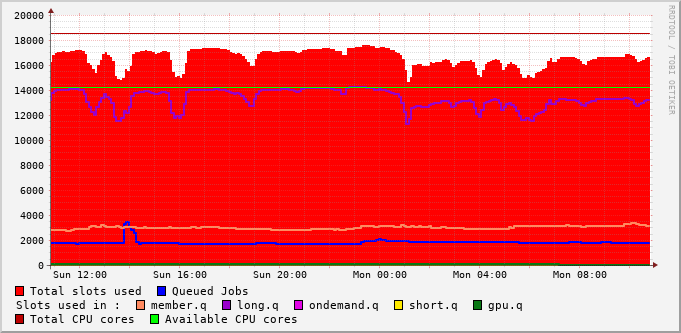 RRDTOOL / TOBI OETIKER
20000
18000
16000
14000
12000
10000
8000
6000
4000
2000
0
Sun 12:00 Sun 16:00 Sun 20:00 Mon 00:00 Mon 04:00 Mon 08:00
Total slots used Queued Jobs
Slots used in : member.q long.q ondemand.q short.q gpu.q
Total CPU cores Available CPU cores